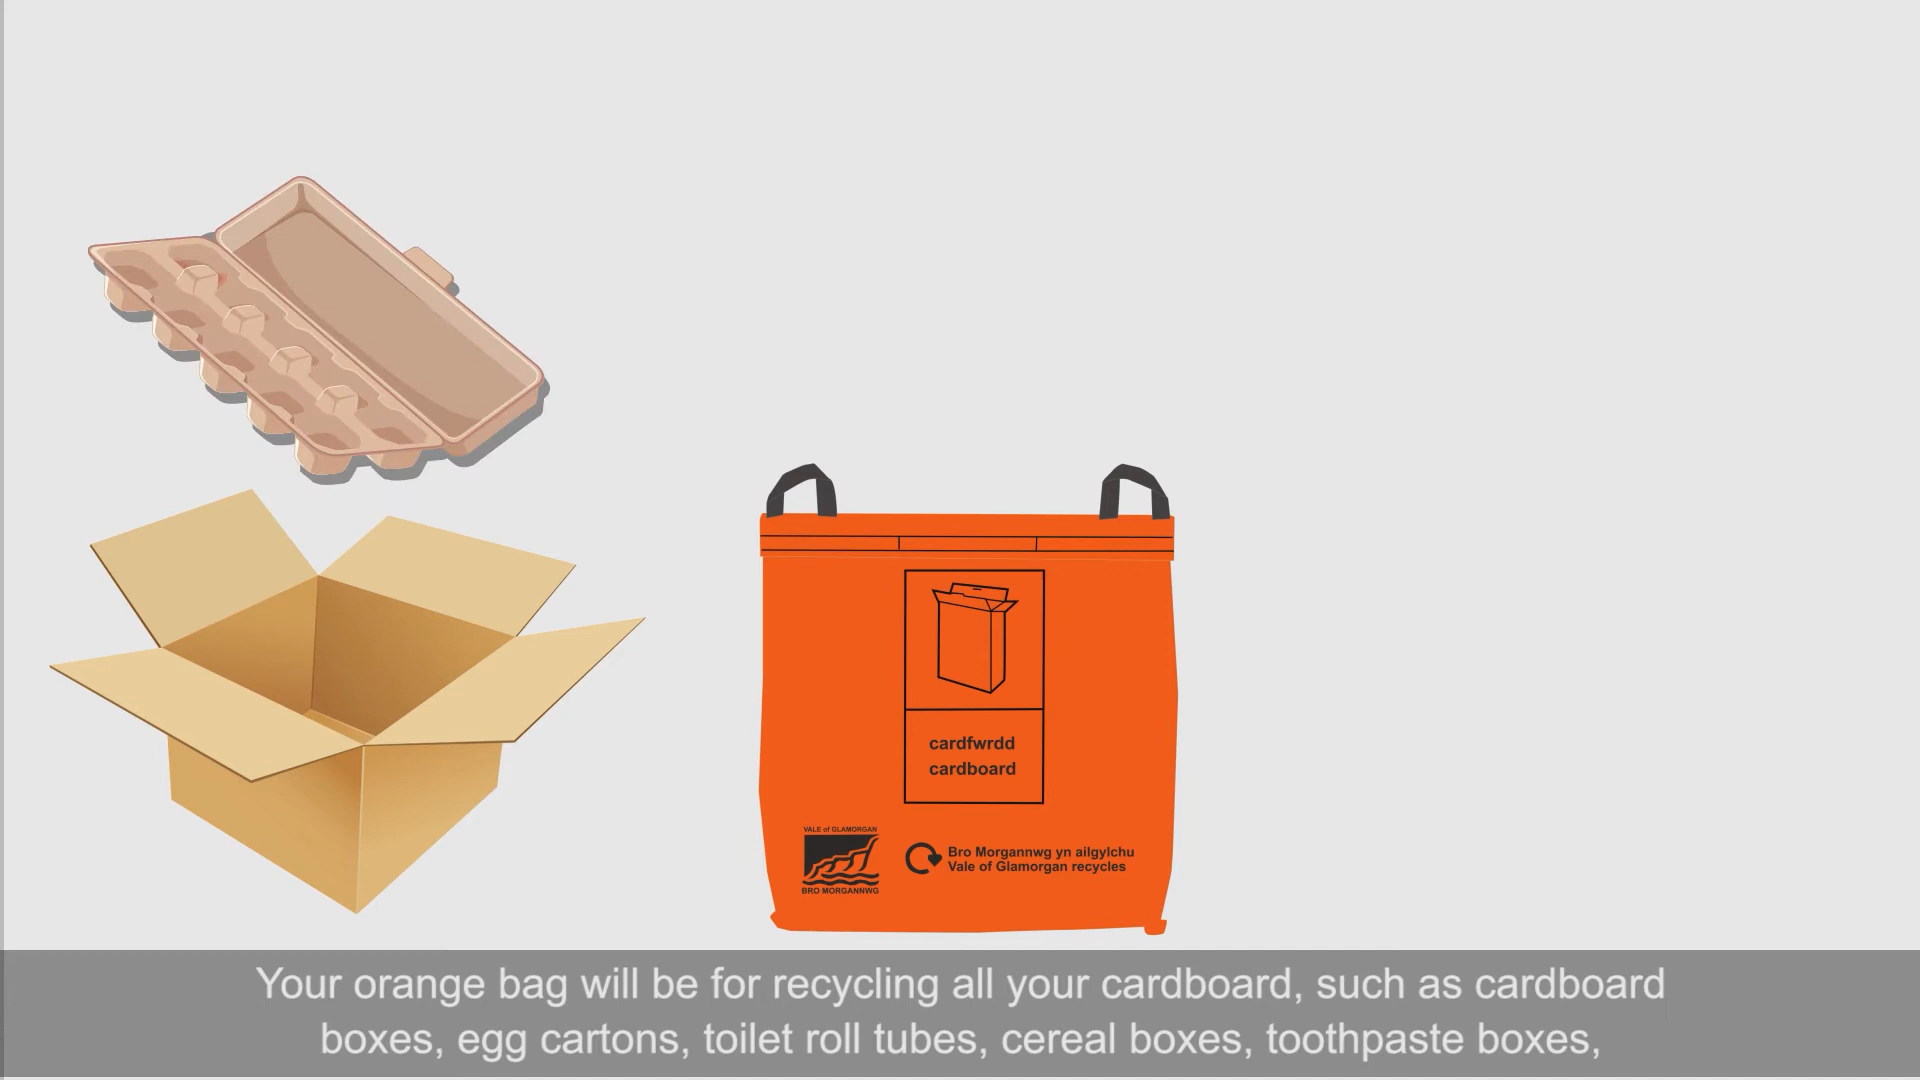 cardfwrdd
cardboard
VALE of GLAMORGAN
BRO MORGANNWG
Bro Morgannwg yn ailgylchu
Vale of Glamorgan recycles
Your orange bag will be for recycling all your cardboard, such as cardboard
boxes, egg cartons, toilet roll tubes, cereal boxes, toothpaste boxes,